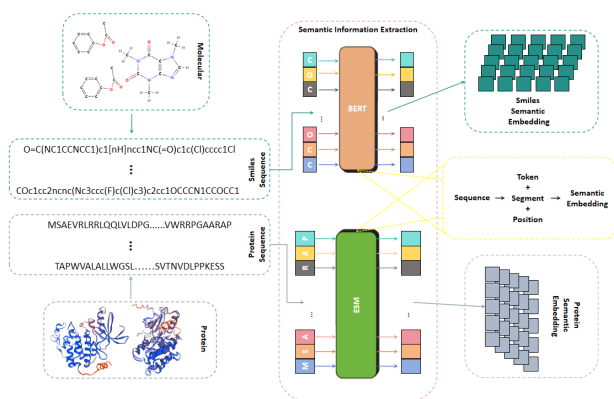 Molecular
O=C(NC1CCNCC1)c1[nH]ncc1NC(=O)c1c(Cl)cccc1Cl
COc1cc2ncnc(Nc3ccc(F)c(Cl)c3)c2cc1OCCCN1CCOCC1
Smiles
Sequence
MSAEVRLRRLQQLVLDPG......VWRRPGAARAP
TAPWVALALLWGSL......SVTNVDLPPKESS
Protein
Sequence
Protein
Semantic Information Extraction
C
O
C
O
C
C
BERT
C
O
C
O
C
C
P
A
R
A
S
M
ESM
P
A
R
A
S
M
Smiles
Semantic
Embedding
Sequence
Token
+
Segment
+
Position
Semantic
Embedding
Protein
Semantic
Embedding